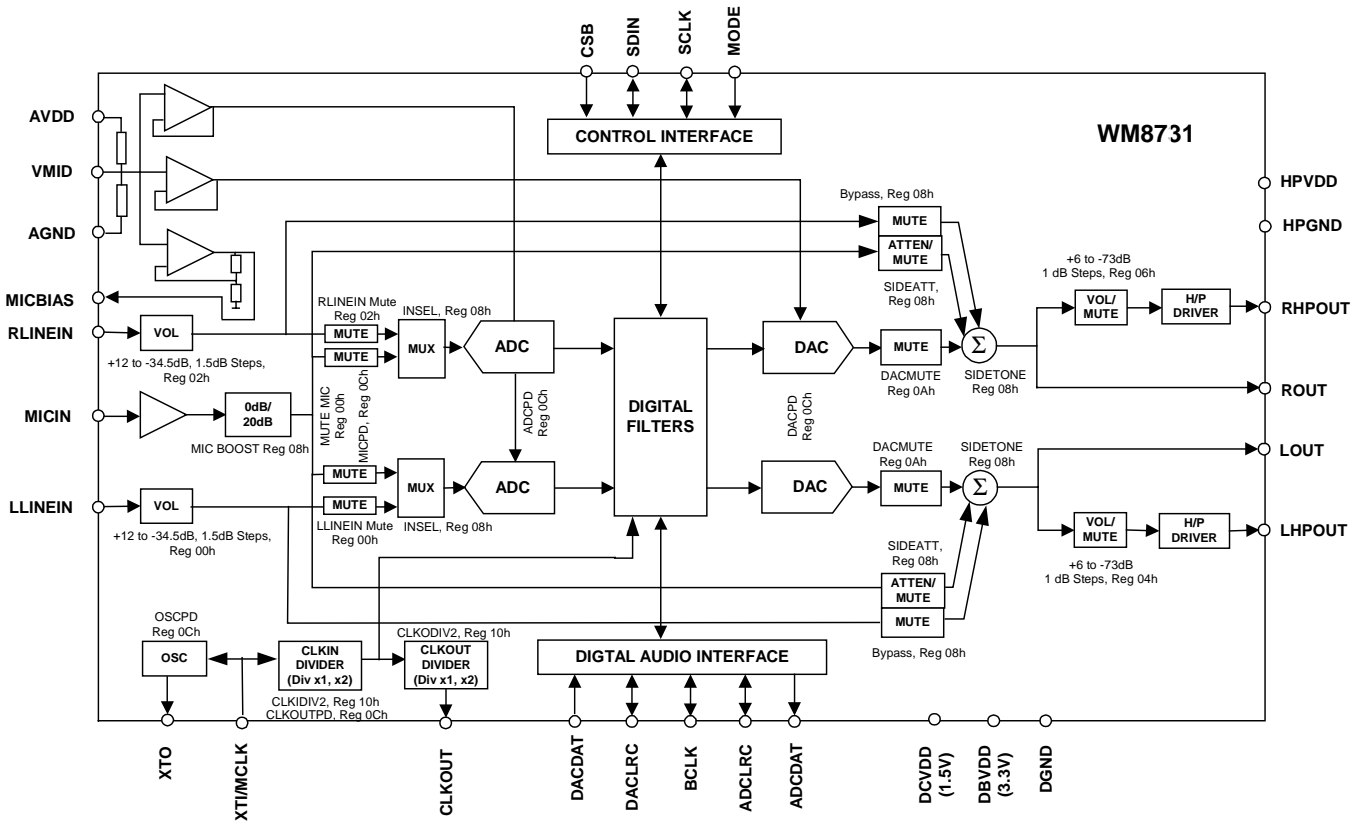 CSB
SDIN
SCLK
MODE
WM8731
AVDD
VMID
AGND
MICBIAS
RLINEIN
MICIN
LLINEIN
CONTROL INTERFACE
HPVDD
HPGND
RHPOUT
ROUT
LOUT
LHPOUT
Bypass, Reg 08h
MUTE
ATTEN/
MUTE
SIDEATT,
Reg 08h
+6 to -73dB
1 dB Steps, Reg 06h
VOL/
MUTE
H/P
DRIVER
VOL
+12 to -34.5dB, 1.5dB Steps,
Reg 02h
RLINEIN Mute
Reg 02h
MUTE
MUTE
INSEL, Reg 08h
MUX
ADC
DAC
MUTE
DACMUTE
Reg 0Ah
Σ
SIDETONE
Reg 08h
0dB/
20dB
MIC BOOST Reg 08h
MUTE MIC
Reg 00h
MICPD, Reg 0Ch
ADCPD
Reg 0Ch
DIGITAL
FILTERS
DACPD
Reg 0Ch
VOL
+12 to -34.5dB, 1.5dB Steps,
Reg 00h
MUTE
MUTE
LLINEIN Mute
Reg 00h
MUX
INSEL, Reg 08h
ADC
DAC
DACMUTE
Reg 0Ah
MUTE
SIDETONE
Reg 08h
Σ
VOL/
MUTE
H/P
DRIVER
+6 to -73dB
1 dB Steps, Reg 04h
SIDEATT,
Reg 08h
ATTEN/
MUTE
MUTE
Bypass, Reg 08h
OSCPD
Reg 0Ch
OSC
CLKIN
DIVIDER
(Div x1, x2)
CLKIDIV2, Reg 10h
CLKOUTPD, Reg 0Ch
CLKODIV2, Reg 10h
CLKOUT
DIVIDER
(Div x1, x2)
DIGTAL AUDIO INTERFACE
XTO
XTI/MCLK
CLKOUT
DACDAT
DACLRC
BCLK
ADCLRC
ADCDAT
DCVDD
(1.5V)
DBVDD
(3.3V)
DGND